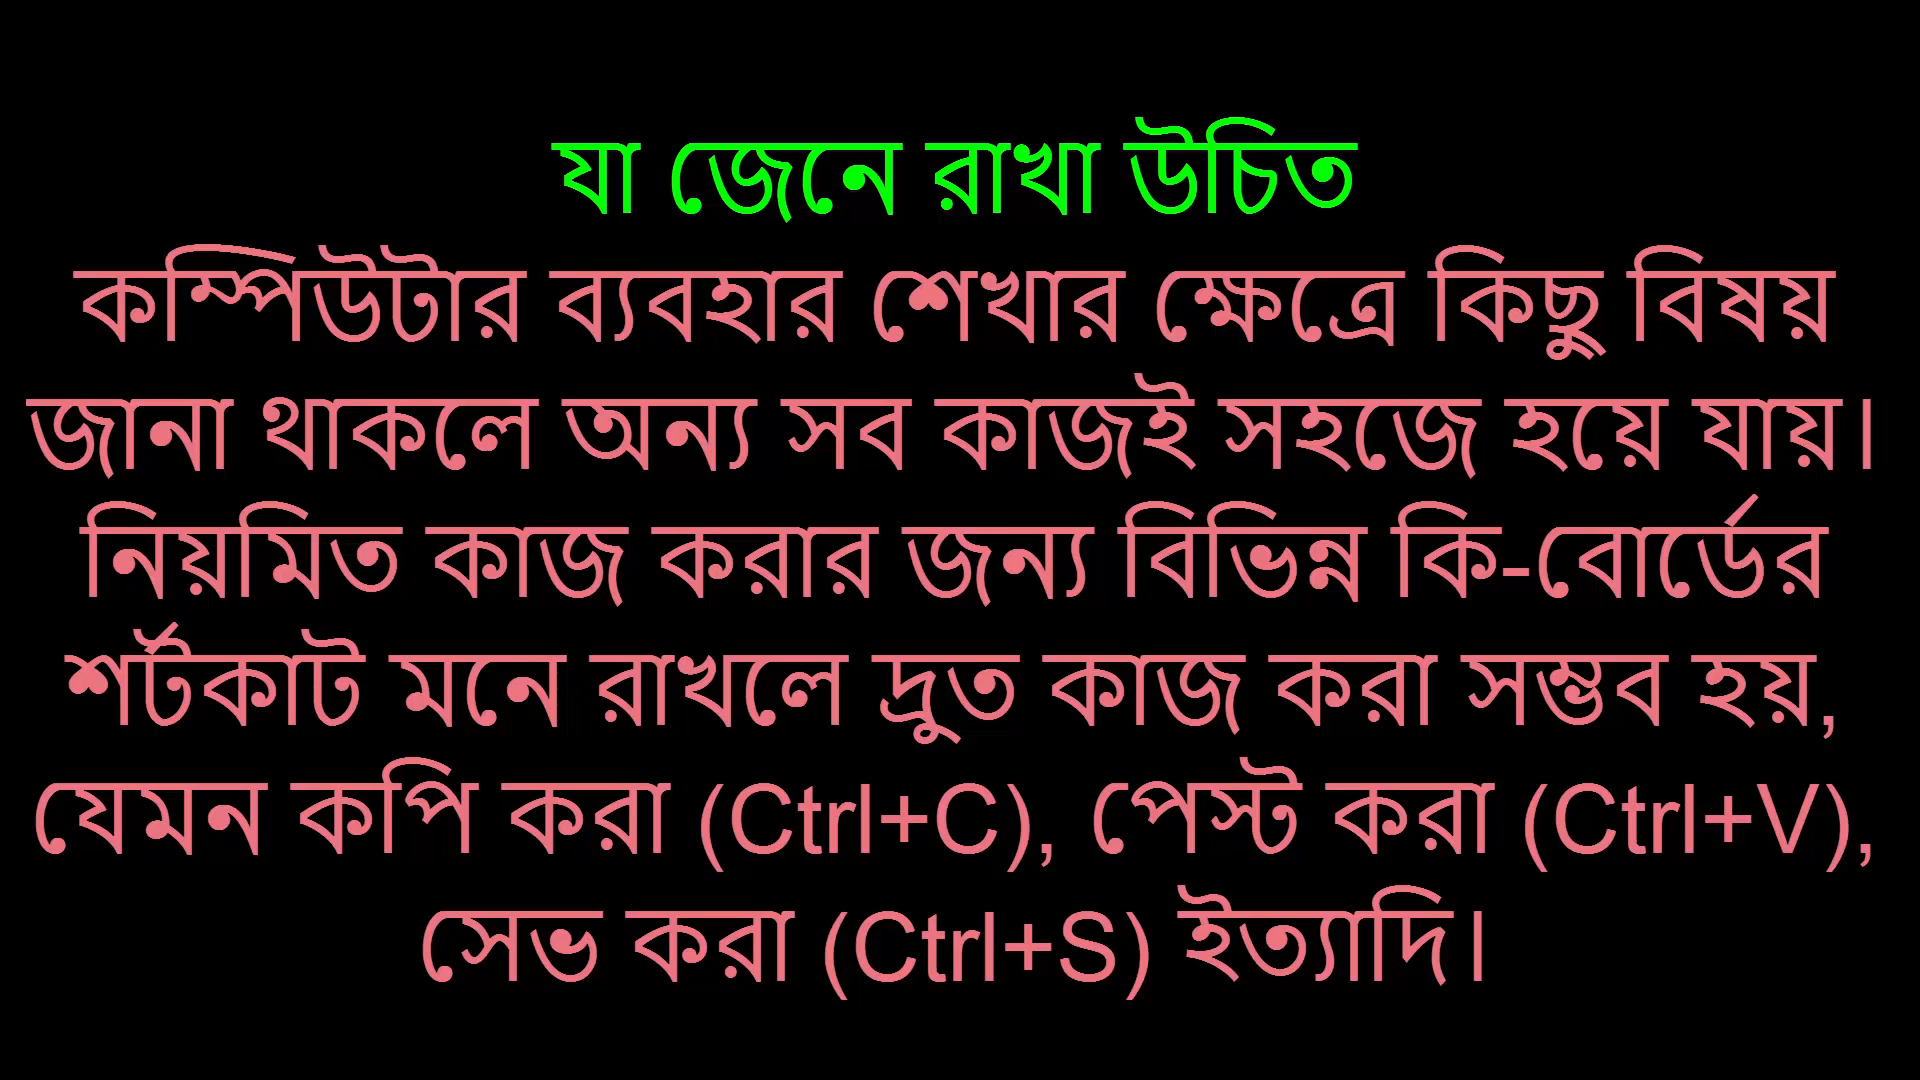 যা জেনে রাখা উচিত
কম্পিউটার ব্যবহার শেখার ক্ষেত্রে কিছু বিষয়
জানা থাকলে অন্য সব কাজই সহজে হয়ে যায়।
নিয়মিত কাজ করার জন্য বিভিন্ন কি-বোর্ডের
শর্টকাট মনে রাখলে দ্রুত কাজ করা সম্ভব হয়,
যেমন কপি করা (Ctrl+C), পেস্ট করা (Ctrl+V),
সেভ করা (Ctrl+S) ইত্যাদি।